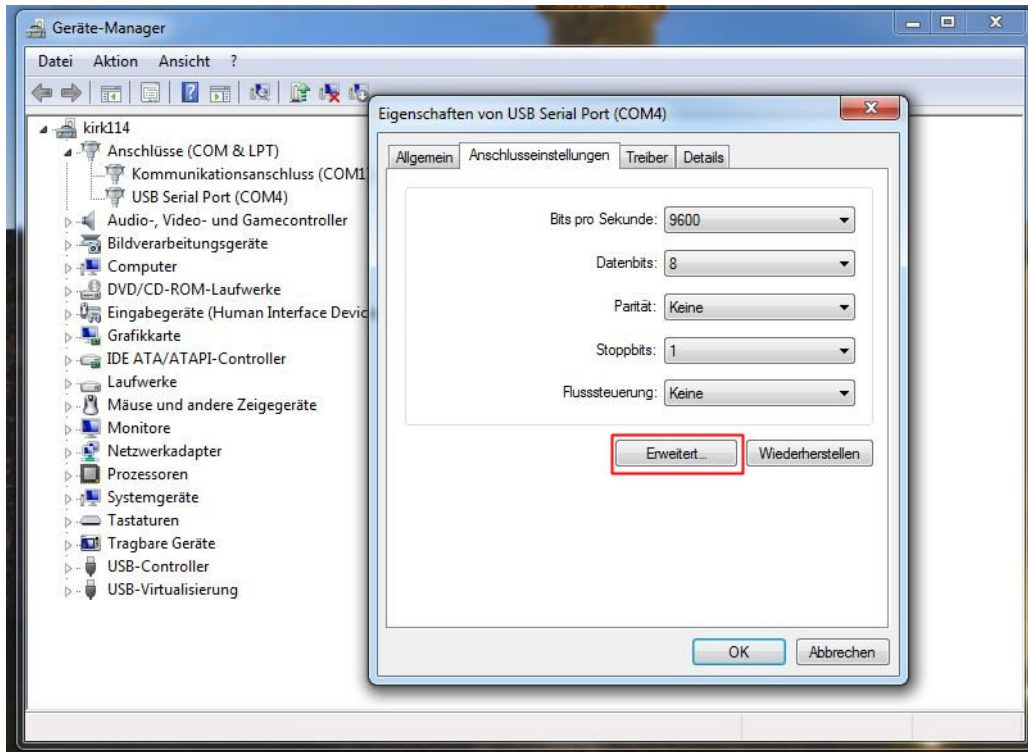 Geräte-Manager
Datei Aktion Ansicht ?
kirk114
Anschlüsse (COM & LPT)
Kommunikationsanschluss (COM1
USB Serial Port (COM4)
Audio-, Video- und Gamecontroller
Bildverarbeitungsgeräte
Computer
DVD/CD-ROM-Laufwerke
Eingabegeräte (Human Interface Devic
Grafikkarte
IDE ATA/ATAPI-Controller
Laufwerke
Mäuse und andere Zeigegeräte
Monitore
Netzwerkadapter
Prozessoren
Systemgeräte
Tastaturen
Tragbare Geräte
USB-Controller
USB-Virtualisierung
Eigenschaften von USB Serial Port (COM4)
Allgemein Anschlusseinstellungen Treiber Details
Bits pro Sekunde: 9600
Datenbits: 8
Parität: Keine
Stoppbits: 1
Flusssteuerung: Keine
Erweitert... Wiederherstellen
OK Abbrechen